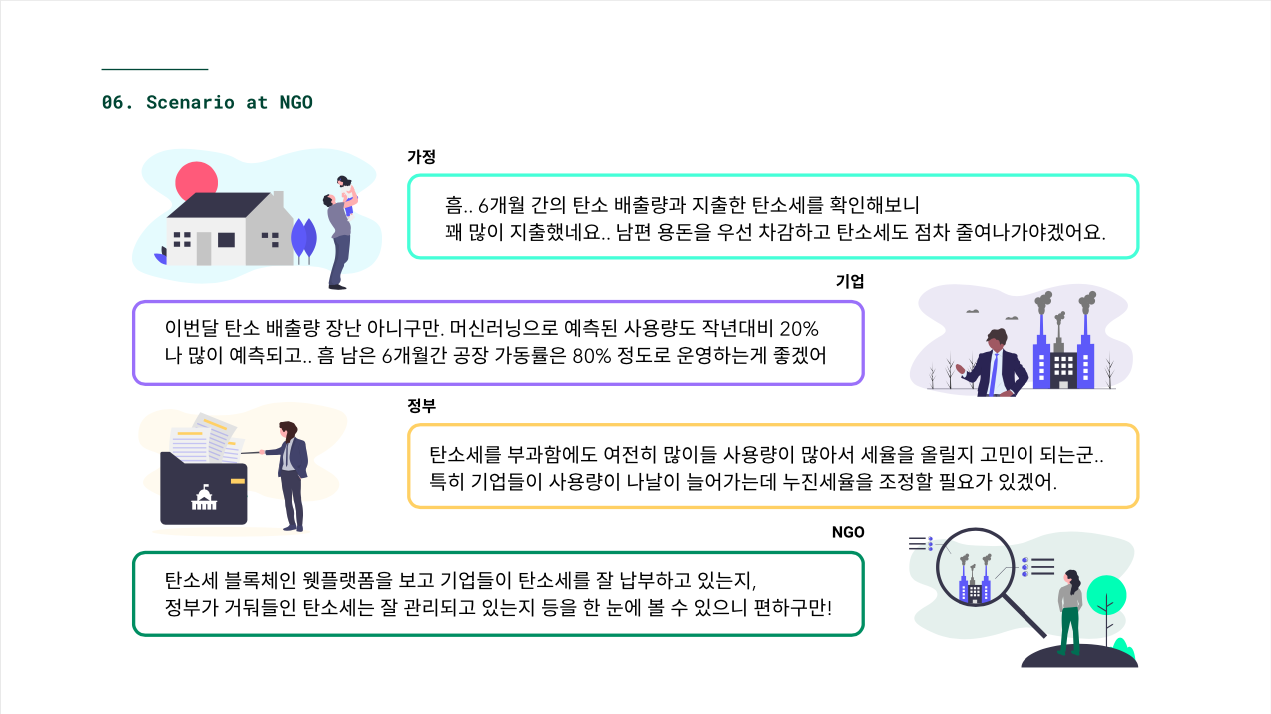 06. Scenario at NGO
가정
흠.. 6개월 간의 탄소 배출량과 지출한 탄소세를 확인해보니
꽤 많이 지출했네요.. 남편 용돈을 우선 차감하고 탄소세도 점차 줄여나가야겠어요.
기업
이번달 탄소 배출량 장난 아니구만. 머신러닝으로 예측된 사용량도 작년대비 20%
나 많이 예측되고.. 흠 남은 6개월간 공장 가동률은 80% 정도로 운영하는게 좋겠어
정부
탄소세를 부과함에도 여전히 많이들 사용량이 많아서 세율을 올릴지 고민이 되는군..
특히 기업들이 사용량이 나날이 늘어가는데 누진세율을 조정할 필요가 있겠어.
NGO
탄소세 블록체인 웻플랫폼을 보고 기업들이 탄소세를 잘 납부하고 있는지,
정부가 거둬들인 탄소세는 잘 관리되고 있는지 등을 한 눈에 볼 수 있으니 편하구만!